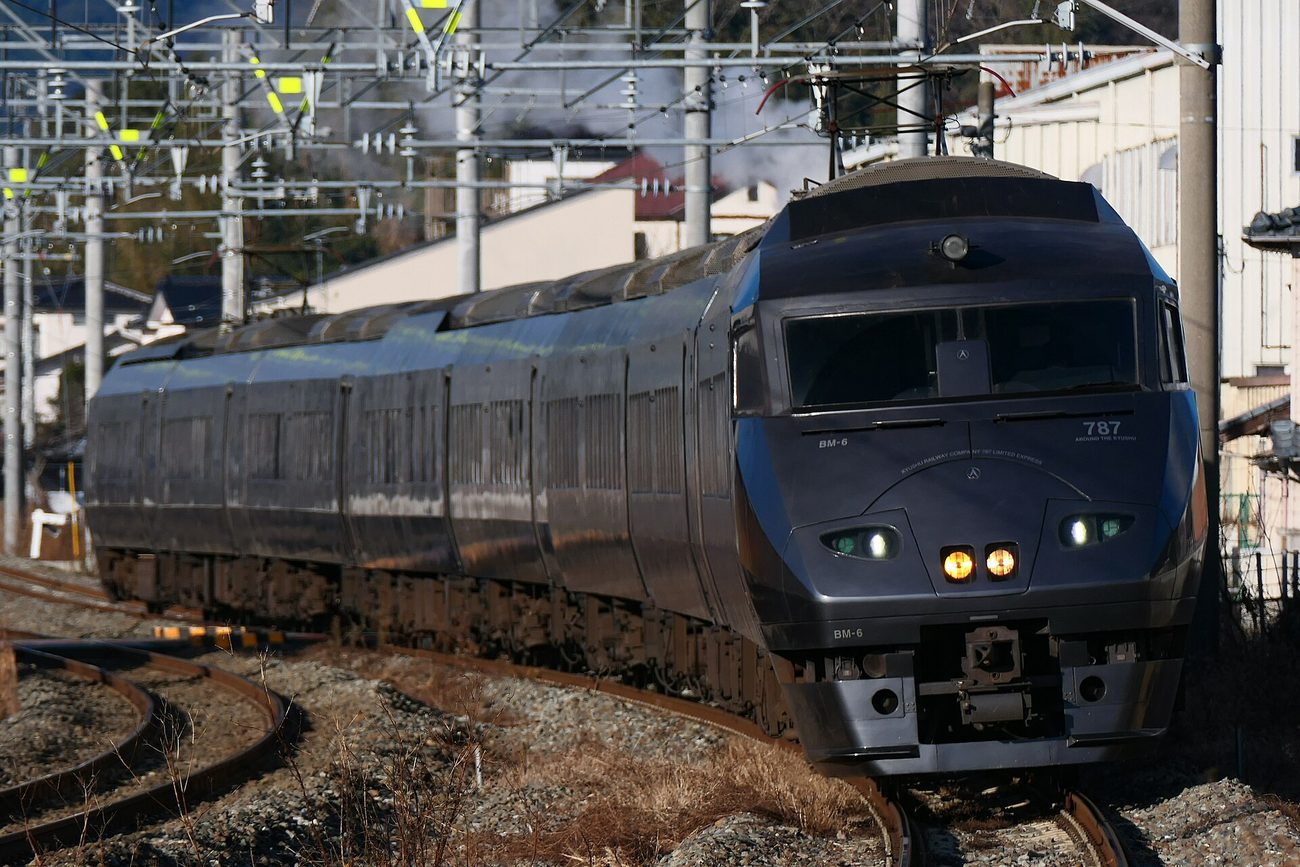 787
AROUND THE KYUSHU
BM-6
KYUSHU RAILWAY COMPANY 787 LIMITED EXPRESS
BM-6